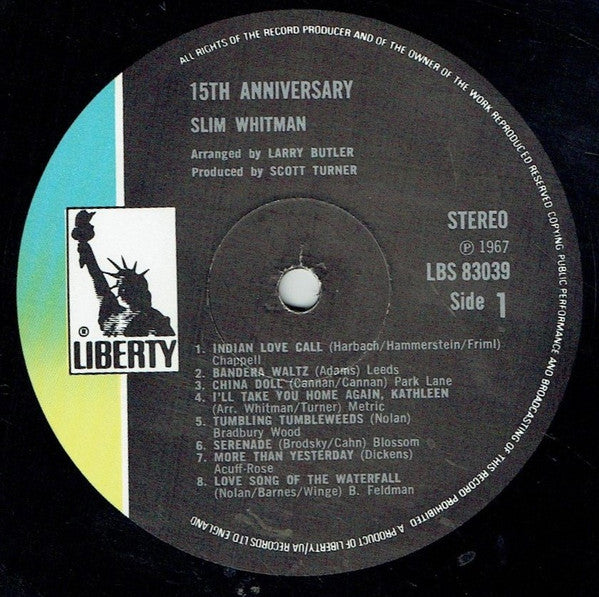 ALL RIGHTS OF THE RECORD PRODUCER AND OF THE OWNER OF THE WORK REPRODUCED RESERVED COPYING PUBLIC PERFORMANCE AND BROADCASTING OF THIS RECORD PROHIBITED. A PRODUCT OF LIBERTY/UA RECORDS LTD ENGLAND
15TH ANNIVERSARY
SLIM WHITMAN
Arranged by LARRY BUTLER
Produced by SCOTT TURNER
STEREO
Ⓟ 1967
LBS 83039
Side 1
® LIBERTY
1. INDIAN LOVE CALL (Harbach/Hammerstein/Friml)
Chappell
2. BANDERA WALTZ (Adams) Leeds
3. CHINA DOLL (Cannan/Cannan) Park Lane
4. I'LL TAKE YOU HOME AGAIN, KATHLEEN
(Arr. Whitman/Turner) Metric
5. TUMBLING TUMBLEWEEDS (Nolan)
Bradbury Wood
6. SERENADE (Brodsky/Cahn) Blossom
7. MORE THAN YESTERDAY (Dickens)
Acuff-Rose
8. LOVE SONG OF THE WATERFALL
(Nolan/Barnes/Winge) B. Feldman